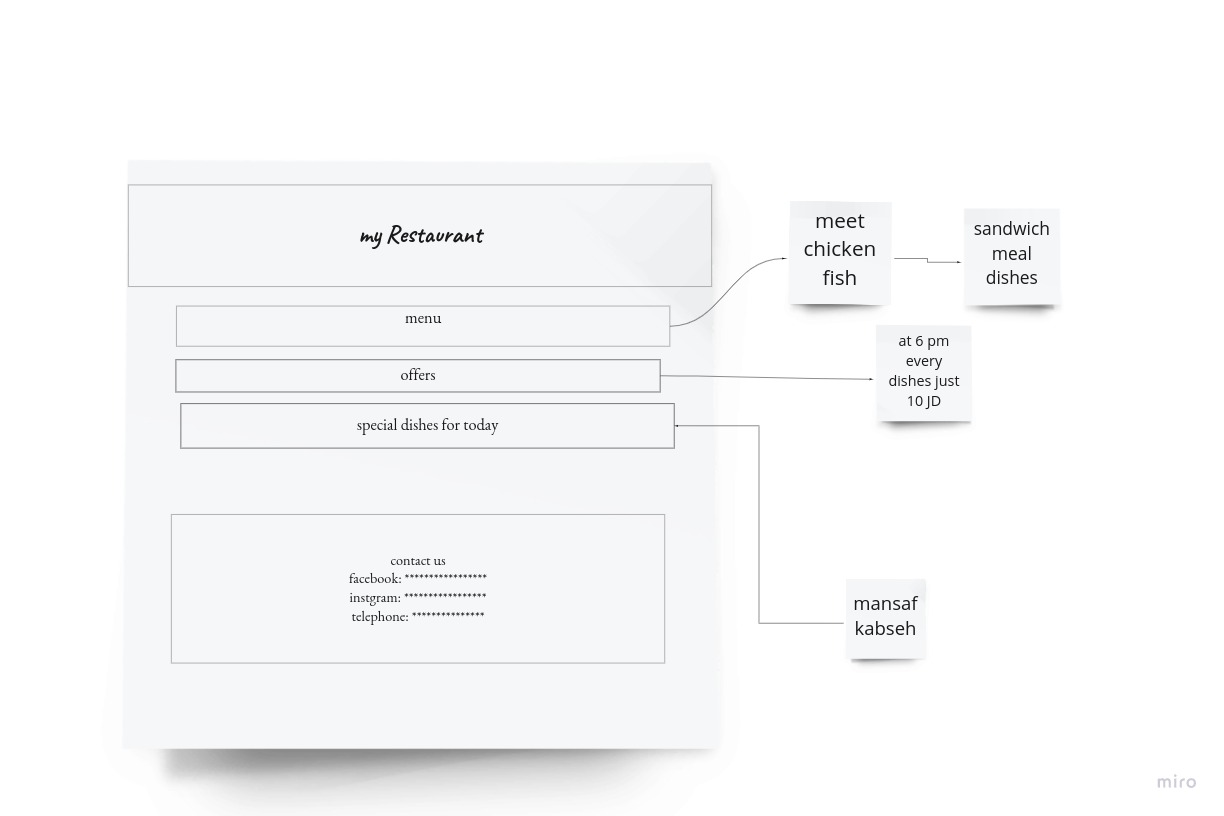 my Restaurant
menu
offers
special dishes for today
contact us
facebook: *****************
instgram: *****************
telephone: ***************
meet
chicken
fish
sandwich
meal
dishes
at 6 pm
every
dishes just
10 JD
mansaf
kabseh
miro